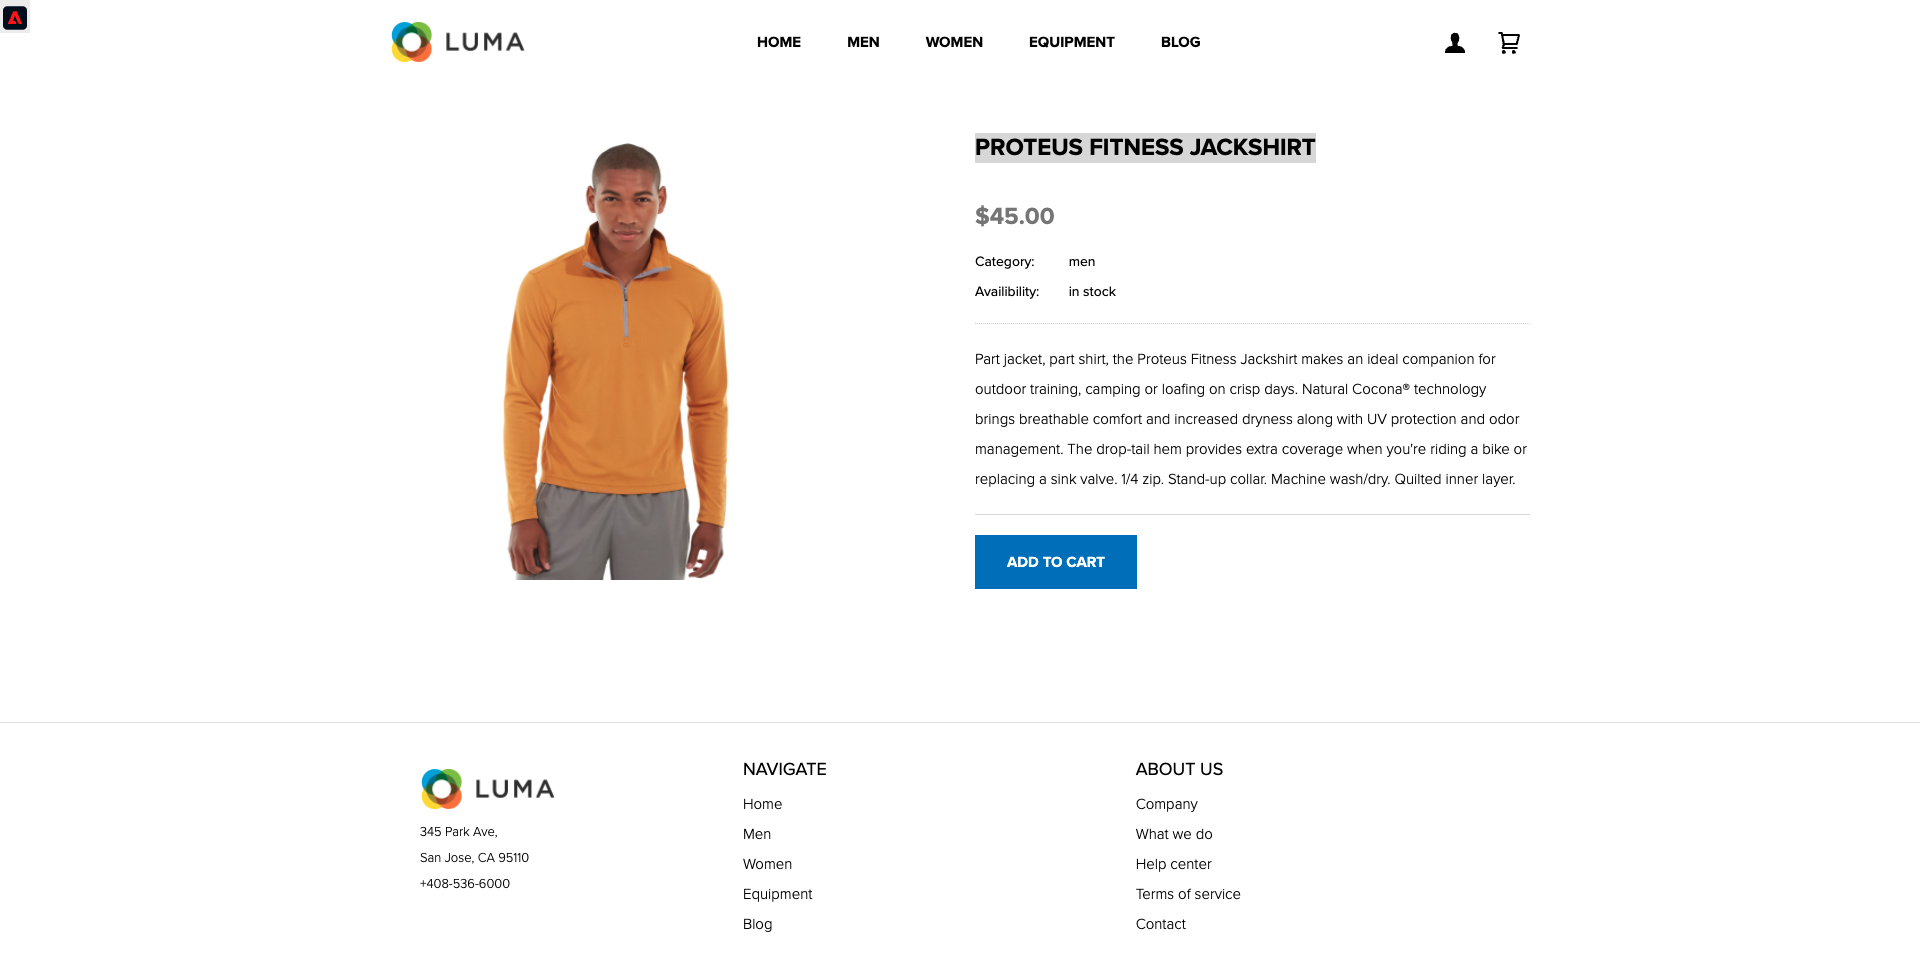 LUMA
HOME MEN WOMEN EQUIPMENT BLOG
PROTEUS FITNESS JACKSHIRT
$45.00
Category: men
Availibility: in stock
Part jacket, part shirt, the Proteus Fitness Jackshirt makes an ideal companion for
outdoor training, camping or loafing on crisp days. Natural Cocona® technology
brings breathable comfort and increased dryness along with UV protection and odor
management. The drop-tail hem provides extra coverage when you're riding a bike or
replacing a sink valve. 1/4 zip. Stand-up collar. Machine wash/dry. Quilted inner layer.
ADD TO CART
LUMA
345 Park Ave,
San Jose, CA 95110
+408-536-6000
NAVIGATE
Home
Men
Women
Equipment
Blog
ABOUT US
Company
What we do
Help center
Terms of service
Contact